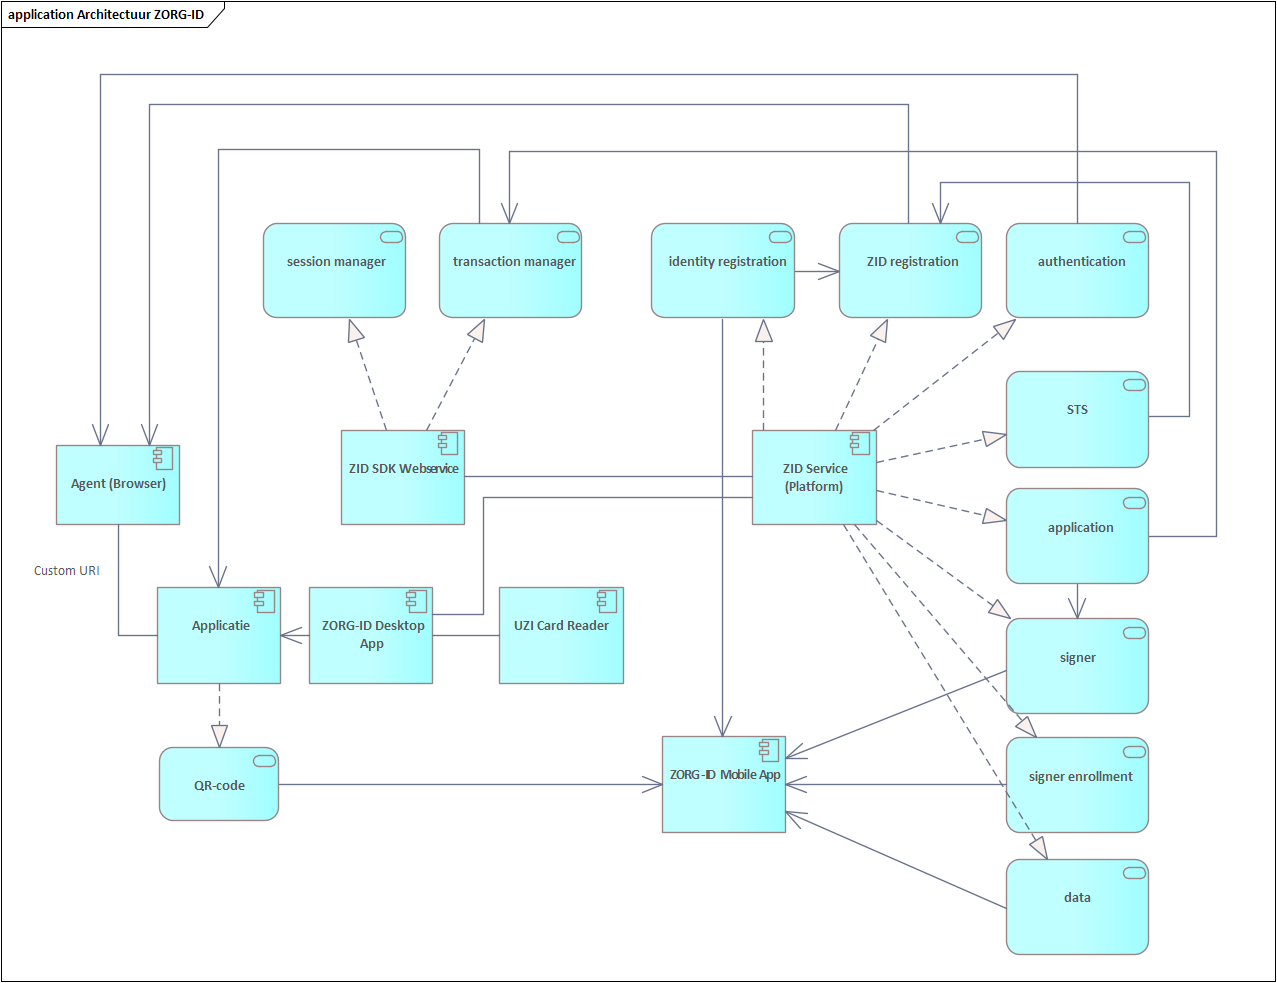 application Architectuur ZORG-ID
session manager
transaction manager
identity registration
ZID registration
authentication
STS
Agent (Browser)
ZID SDK Webservice
ZID Service
(Platform)
application
Custom URI
Applicatie
ZORG-ID Desktop
App
UZI Card Reader
signer
QR-code
ZORG-ID Mobile App
signer enrollment
data